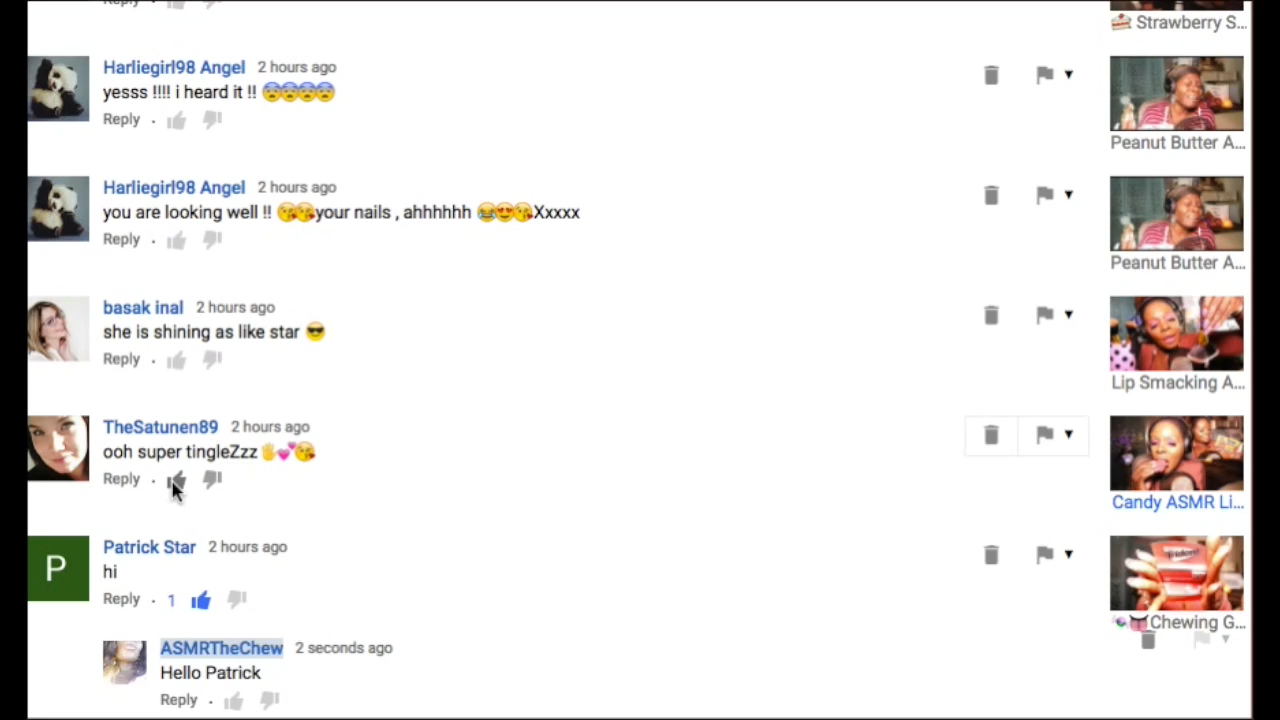 Reply
Strawberry S...
Harliegirl98 Angel 2 hours ago
yesss !!!! i heard it !! 😨😨😨😨
Reply .
Peanut Butter A...
Harliegirl98 Angel 2 hours ago
you are looking well !! 😘😘your nails , ahhhhhh 😂😍😘Xxxxx
Reply .
Peanut Butter A...
basak inal 2 hours ago
she is shining as like star 😎
Reply .
Lip Smacking A...
TheSatunen89 2 hours ago
ooh super tingleZzz🖐💕😘
Reply .
Candy ASMR Li...
Patrick Star 2 hours ago
P
hi
Reply . 1
Trident
Chewing G...
ASMRTheChew 2 seconds ago
Hello Patrick
Reply .